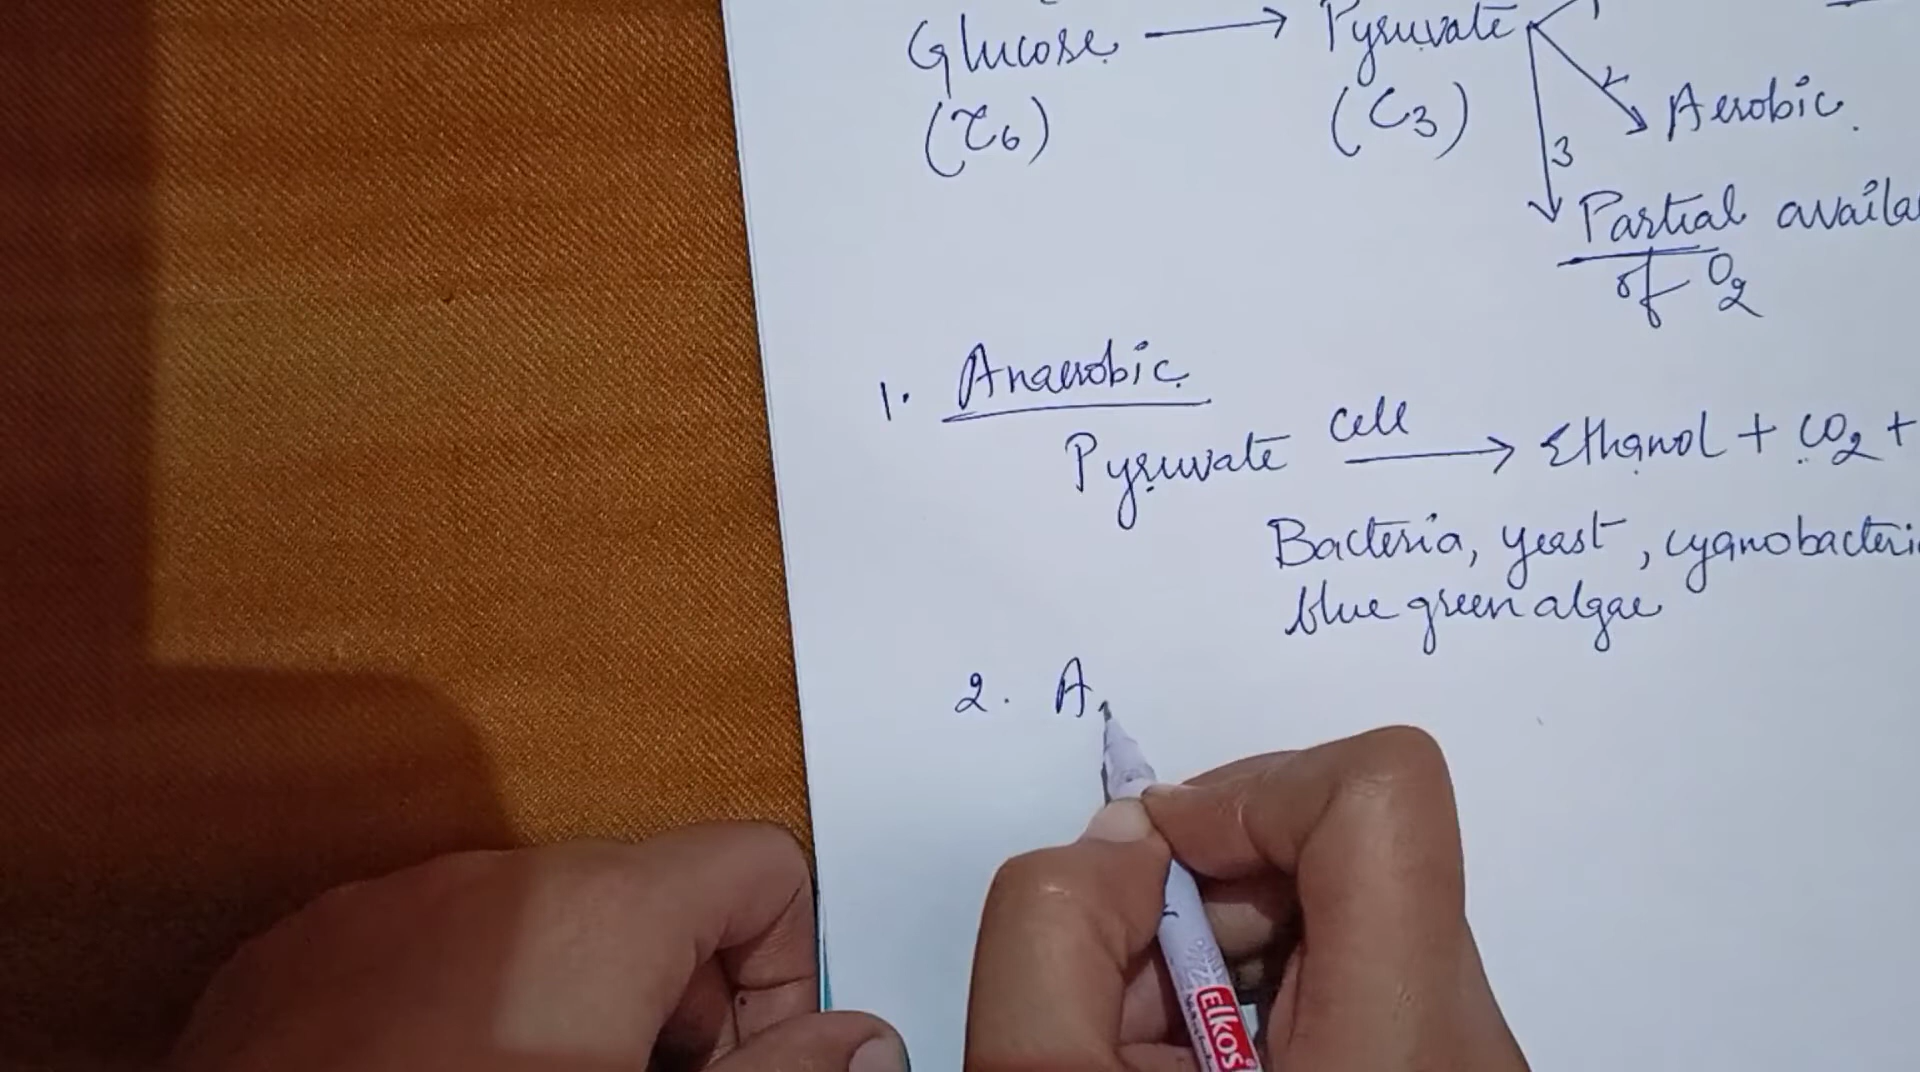 Glucose → Pyruvate
(C6) (C3)
2 Aerobic.
3
Partial availa
of O2
1. Anaerobic
Pyruvate cell → Ethanol + CO2 +
Bacteria, yeast, cyanobacteri
blue green algae
2. A
Elkos